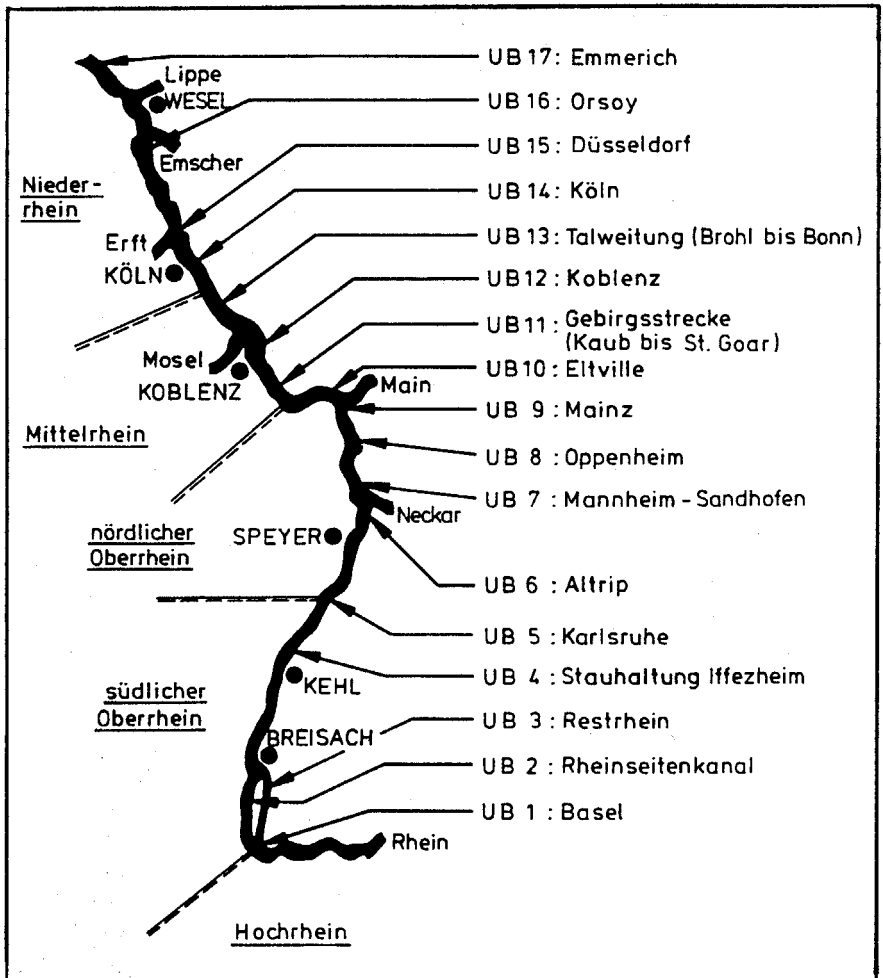 UB 17: Emmerich
Lippe
WESEL
UB 16: Orsoy
Emscher
UB 15: Düsseldorf
Nieder-
rhein
UB 14: Köln
Erft
KÖLN
UB 13: Talweitung (Brohl bis Bonn)
UB 12: Koblenz
Mosel
KOBLENZ
UB 11: Gebirgsstrecke
(Kaub bis St. Goar)
UB 10: Eltville
Main
UB 9 : Mainz
Mittelrhein
UB 8 : Oppenheim
UB 7 : Mannheim - Sandhofen
Neckar
nördlicher
Oberrhein
SPEYER
UB 6 : Altrip
UB 5 : Karlsruhe
UB 4 : Stauhaltung Iffezheim
KEHL
südlicher
Oberrhein
UB 3 : Restrhein
BREISACH
UB 2 : Rheinseitenkanal
UB 1 : Basel
Rhein
Hochrhein